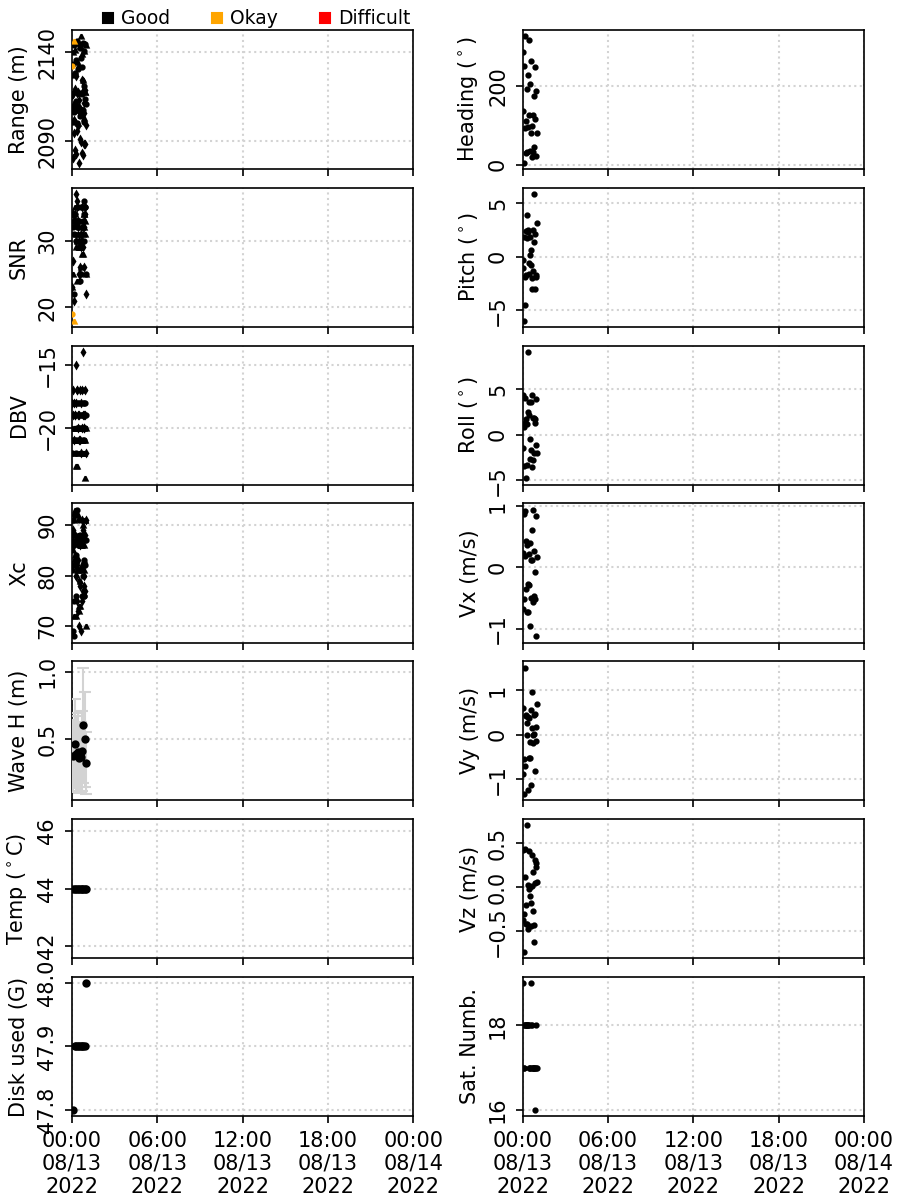 Good Okay Difficult
Range (m)
2140
2090
Heading (°)
200
0
SNR
30
20
Pitch (°)
5
0
−5
DBV
−15
−20
Roll (°)
5
0
−5
Xc
90
80
70
Vx (m/s)
1
0
−1
Wave H (m)
1.0
0.5
Vy (m/s)
1
0
−1
Temp (°C)
46
44
42
Vz (m/s)
0.5
0.0
−0.5
Disk used (G)
48.0
47.9
47.8
Sat. Numb.
18
16
00:00 06:00 12:00 18:00 00:00 00:00 06:00 12:00 18:00 00:00
08/13 08/13 08/13 08/13 08/14 08/13 08/13 08/13 08/13 08/14
2022 2022 2022 2022 2022 2022 2022 2022 2022 2022